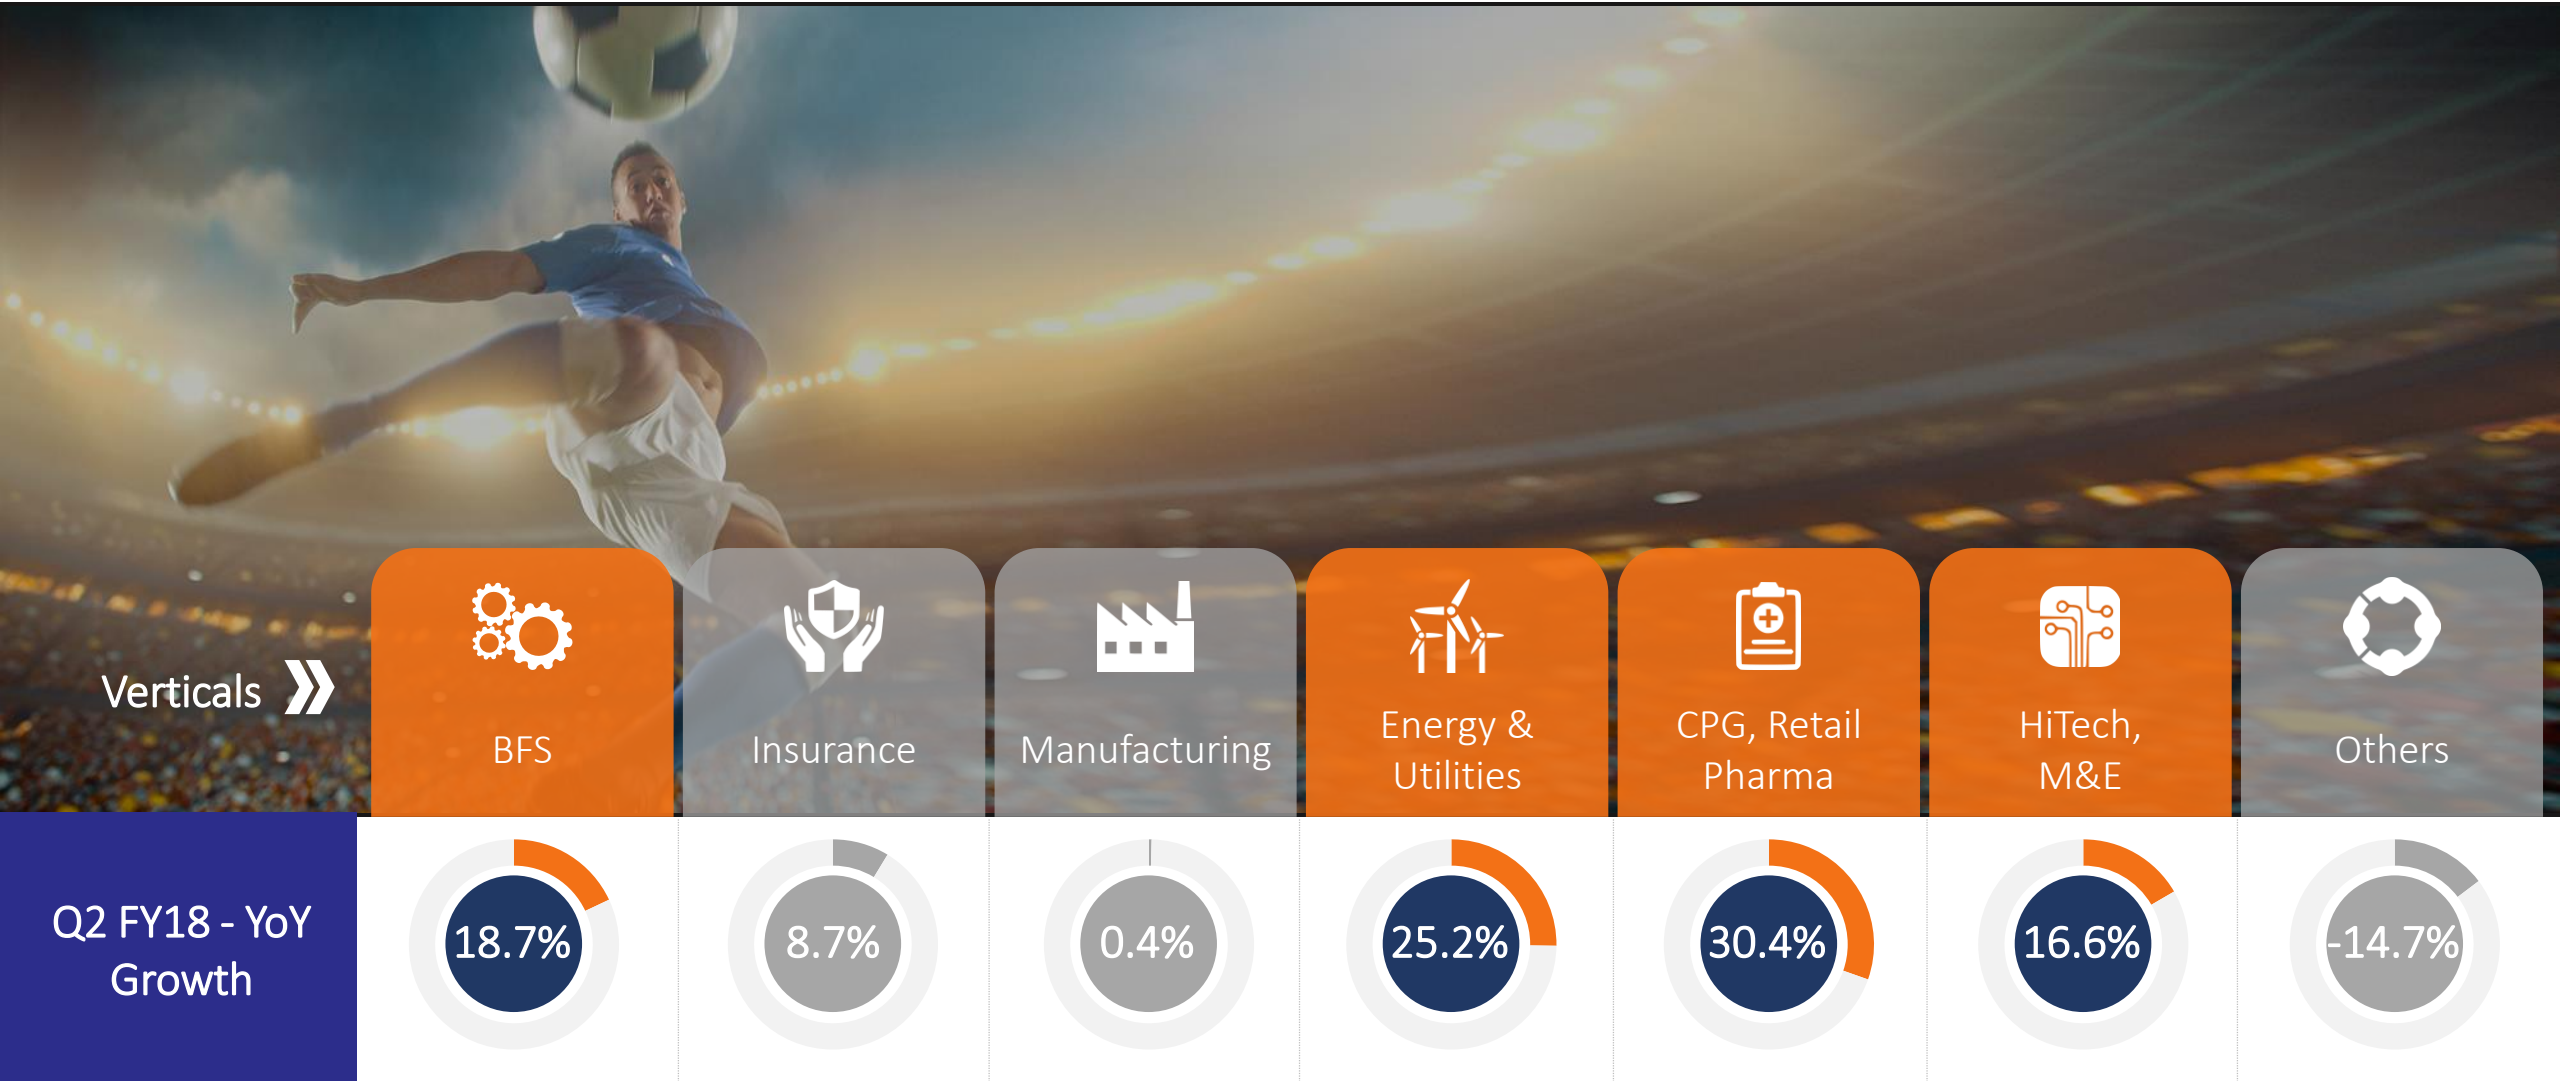 Verticals
BFS
Insurance
Manufacturing
Energy &
Utilities
CPG, Retail
Pharma
HiTech,
M&E
Others
Q2 FY18 - YoY
Growth
18.7%
8.7%
0.4%
25.2%
30.4%
16.6%
-14.7%